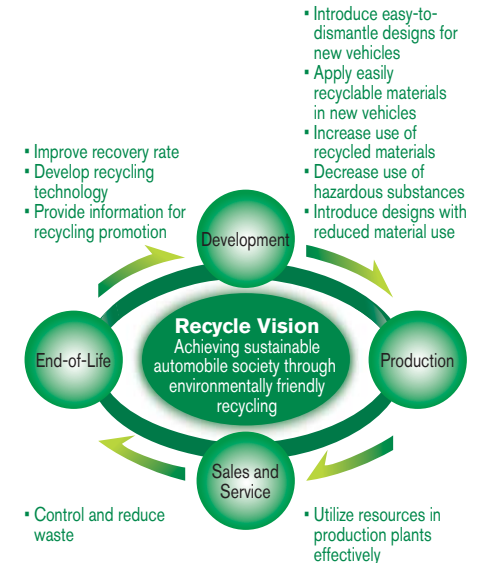 • Introduce easy-to-
dismantle designs for
new vehicles
• Apply easily
recyclable materials
in new vehicles
• Increase use of
recycled materials
• Decrease use of
hazardous substances
• Introduce designs with
reduced material use
• Improve recovery rate
• Develop recycling
technology
• Provide information for
recycling promotion
Development
Recycle Vision
Achieving sustainable
automobile society through
environmentally friendly
recycling
End-of-Life
Production
Sales and
Service
• Control and reduce
waste
• Utilize resources in
production plants
effectively